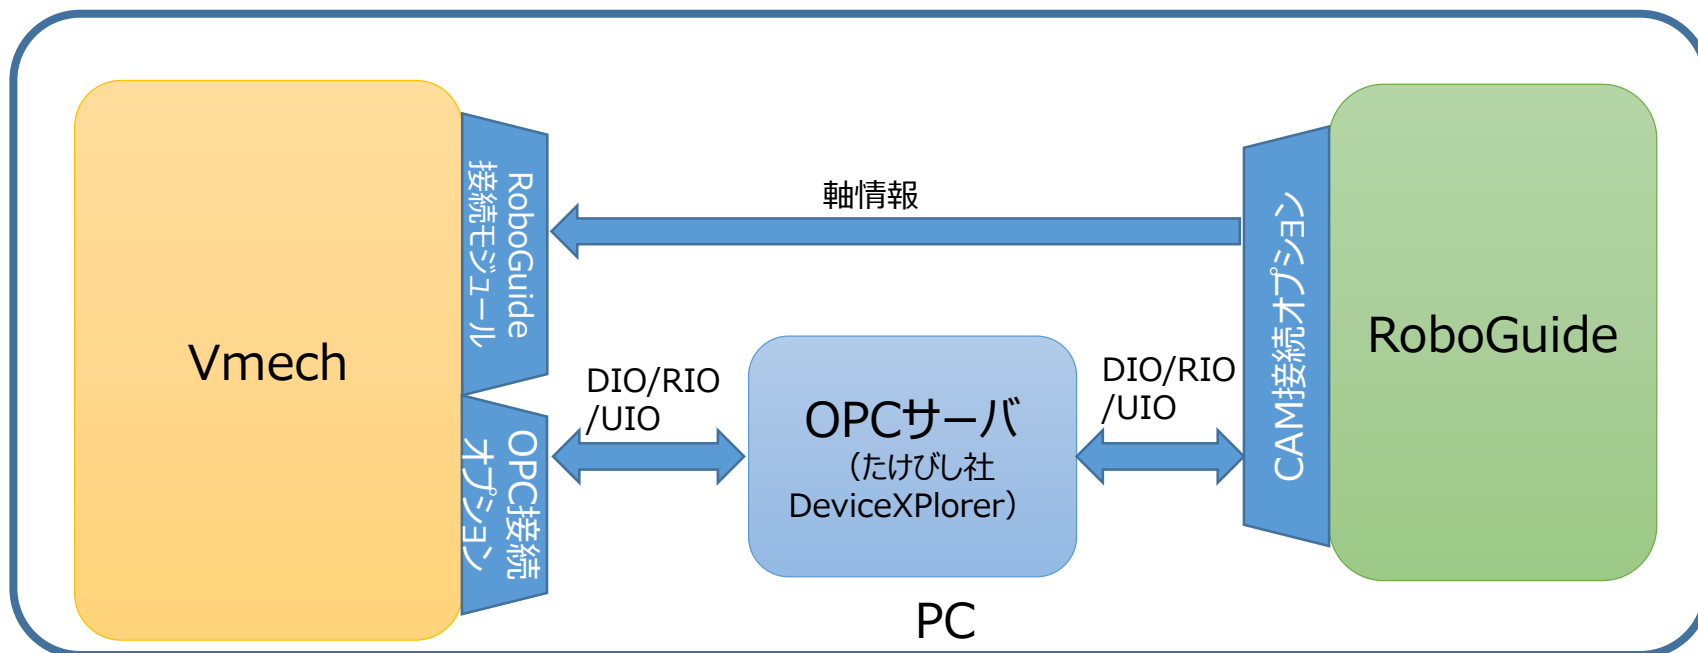 Vmech
RoboGuide
接続モジュール
OPC接続
オプション
軸情報
DIO/RIO
/UIO
OPCサーバ
（たけびし社
DeviceXPlorer）
DIO/RIO
/UIO
CAM接続オプション
RoboGuide
PC